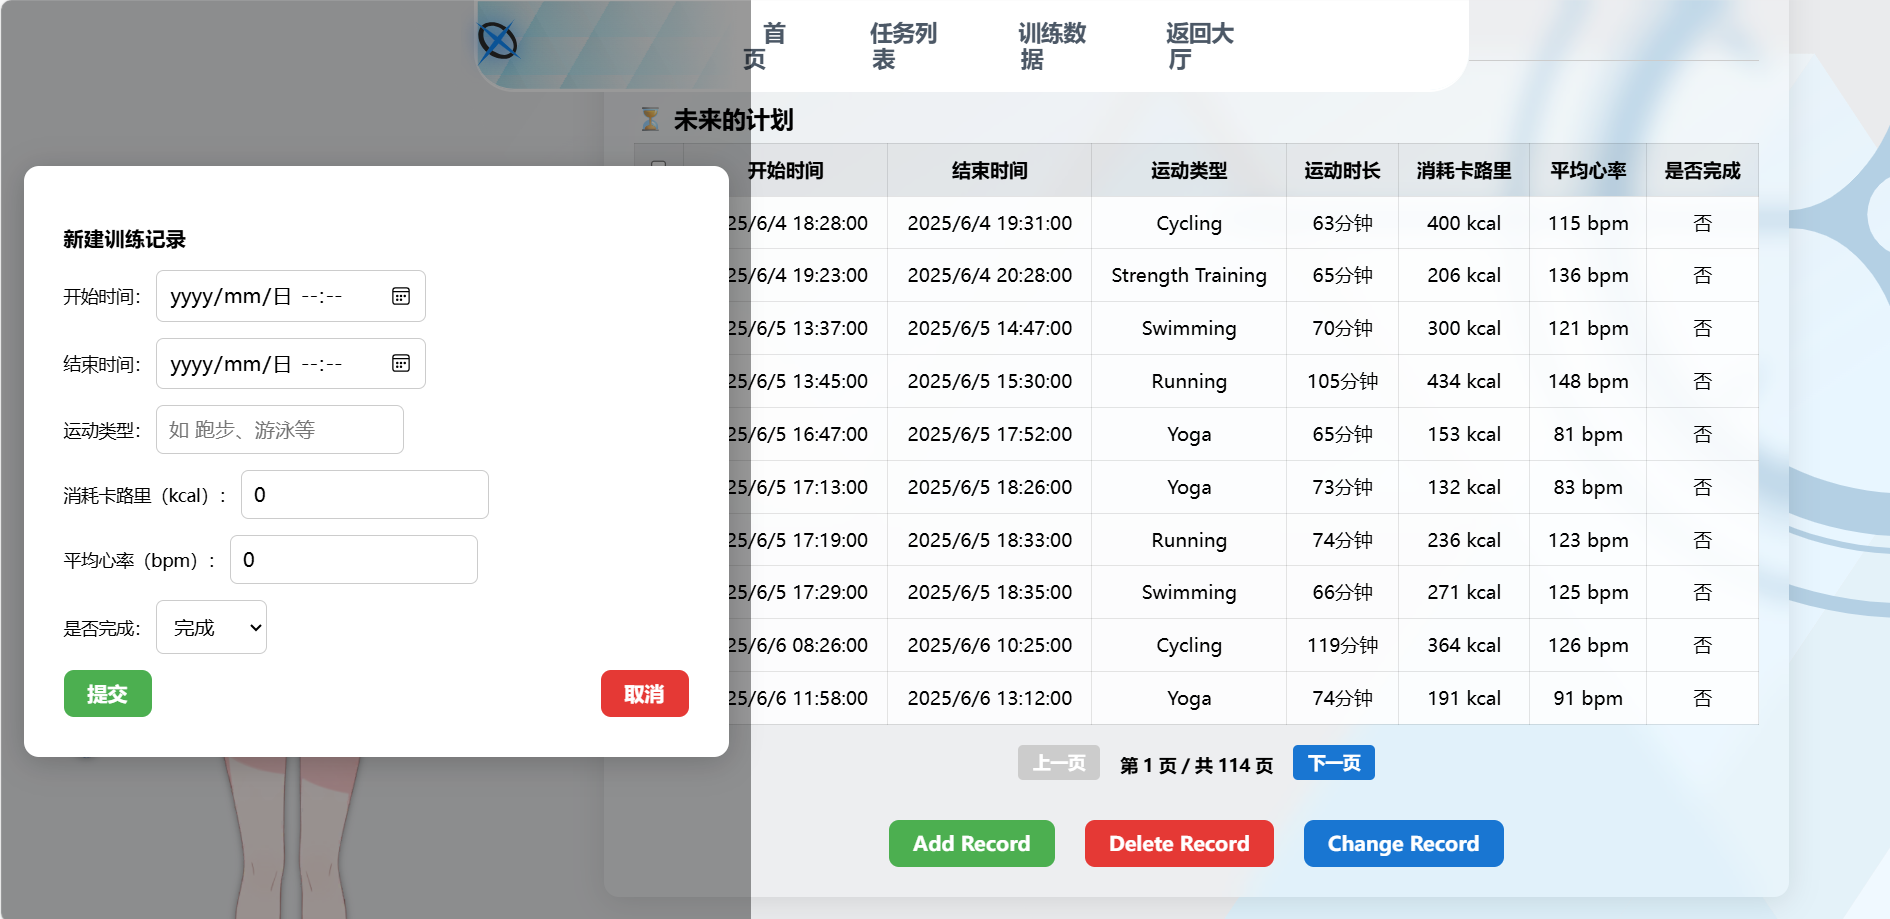 首页
任务列表
训练数据
返回大厅
⏳ 未来的计划
开始时间 结束时间 运动类型 运动时长 消耗卡路里 平均心率 是否完成
25/6/4 18:28:00 2025/6/4 19:31:00 Cycling 63分钟 400 kcal 115 bpm 否
25/6/4 19:23:00 2025/6/4 20:28:00 Strength Training 65分钟 206 kcal 136 bpm 否
25/6/5 13:37:00 2025/6/5 14:47:00 Swimming 70分钟 300 kcal 121 bpm 否
25/6/5 13:45:00 2025/6/5 15:30:00 Running 105分钟 434 kcal 148 bpm 否
25/6/5 16:47:00 2025/6/5 17:52:00 Yoga 65分钟 153 kcal 81 bpm 否
25/6/5 17:13:00 2025/6/5 18:26:00 Yoga 73分钟 132 kcal 83 bpm 否
25/6/5 17:19:00 2025/6/5 18:33:00 Running 74分钟 236 kcal 123 bpm 否
25/6/5 17:29:00 2025/6/5 18:35:00 Swimming 66分钟 271 kcal 125 bpm 否
25/6/6 08:26:00 2025/6/6 10:25:00 Cycling 119分钟 364 kcal 126 bpm 否
25/6/6 11:58:00 2025/6/6 13:12:00 Yoga 74分钟 191 kcal 91 bpm 否
上一页 第 1 页 / 共 114 页 下一页
Add Record Delete Record Change Record
新建训练记录
开始时间： yyyy/mm/日 --:--
结束时间： yyyy/mm/日 --:--
运动类型： 如 跑步、游泳等
消耗卡路里（kcal）： 0
平均心率（bpm）： 0
是否完成： 完成
提交 取消